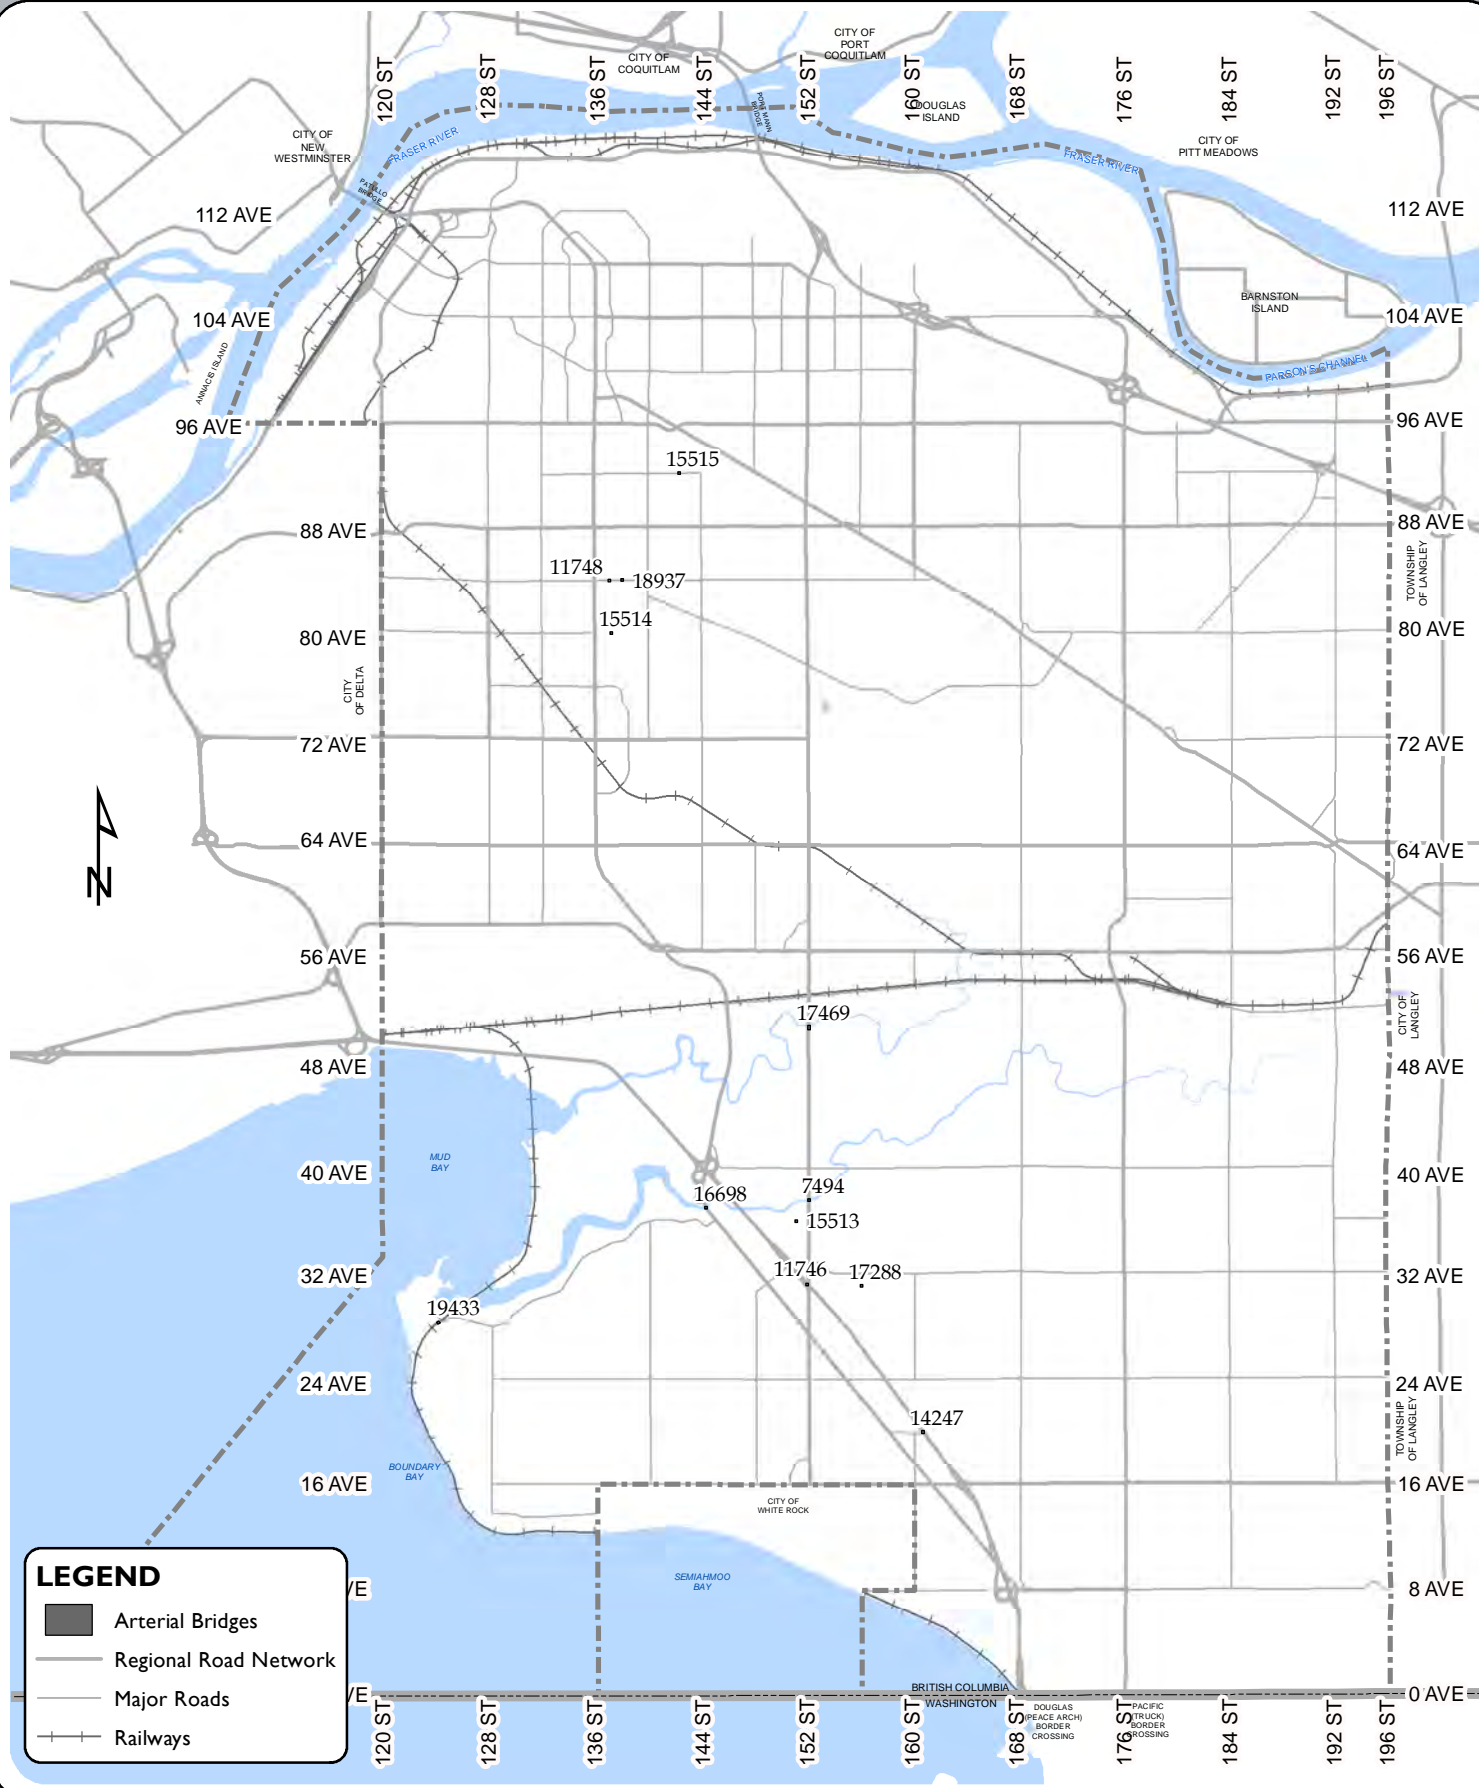 CITY OF
PORT
COQUITLAM
CITY OF
COQUITLAM
120 ST
128 ST
136 ST
144 ST
152 ST
160 ST
168 ST
176 ST
184 ST
192 ST
196 ST
PORT MANN
BRIDGE
DOUGLAS
ISLAND
CITY OF
NEW
WESTMINSTER
FRASER RIVER
FRASER RIVER
CITY OF
PITT MEADOWS
PATULLO
BRIDGE
112 AVE
112 AVE
BARNSTON
ISLAND
104 AVE
104 AVE
ANNACIS ISLAND
PARSON'S CHANNEL
96 AVE
96 AVE
15515
88 AVE
88 AVE
11748
18937
TOWNSHIP
OF LANGLEY
15514
80 AVE
80 AVE
CITY
OF DELTA
72 AVE
72 AVE
64 AVE
64 AVE
N
56 AVE
56 AVE
17469
CITY OF
LANGLEY
48 AVE
48 AVE
MUD
BAY
40 AVE
40 AVE
16698
7494
15513
32 AVE
11746
17288
32 AVE
19433
24 AVE
24 AVE
14247
TOWNSHIP
OF LANGLEY
BOUNDARY
BAY
16 AVE
16 AVE
CITY OF
WHITE ROCK
SEMIAHMOO
BAY
LEGEND
VE
8 AVE
Arterial Bridges
Regional Road Network
BRITISH COLUMBIA
VE
0 AVE
WASHINGTON
Major Roads
Railways
120 ST
128 ST
136 ST
144 ST
152 ST
160 ST
168 ST
DOUGLAS
(PEACE ARCH)
BORDER
CROSSING
176 ST
PACIFIC
(TRUCK)
BORDER
CROSSING
184 ST
192 ST
196 ST